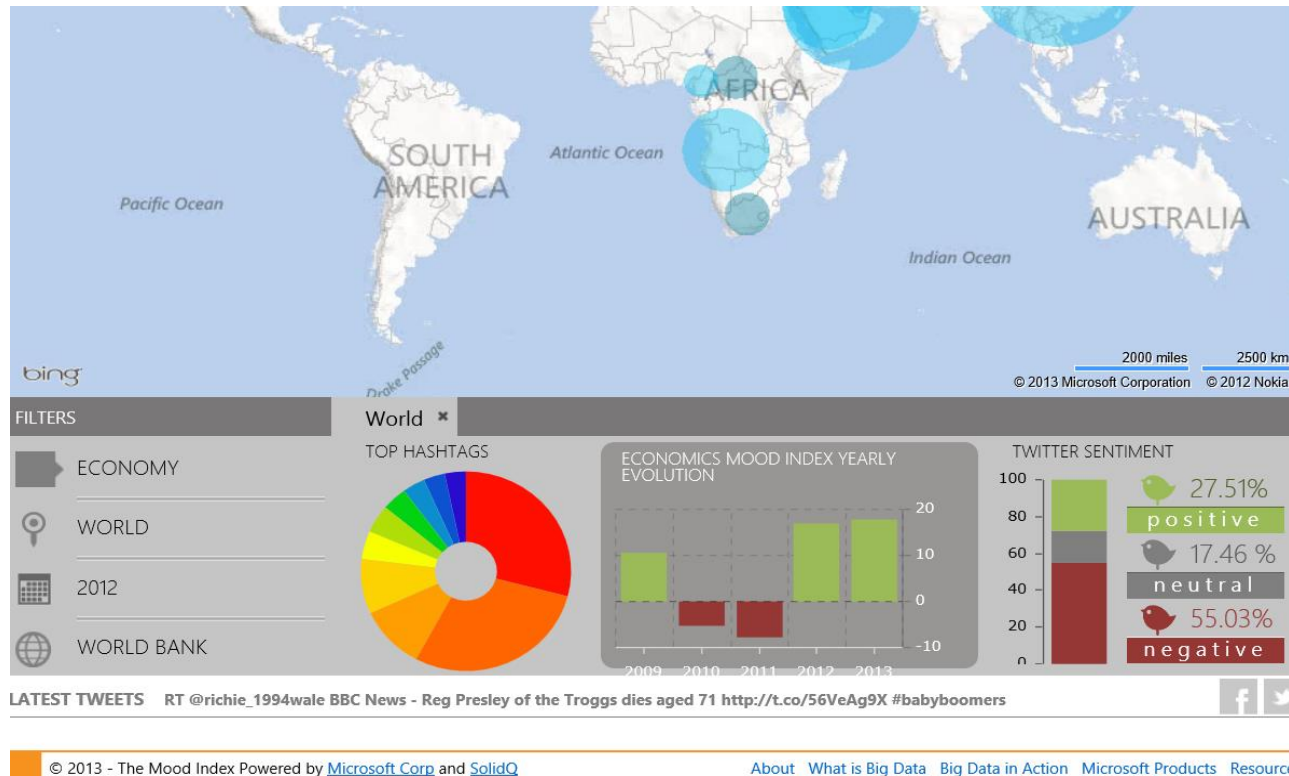 AFRICA
SOUTH
AMERICA
Atlantic Ocean
Pacific Ocean
AUSTRALIA
Indian Ocean
Drake Passage
bing
2000 miles 2500 km
© 2013 Microsoft Corporation © 2012 Nokia
FILTERS
World ×
ECONOMY
WORLD
2012
WORLD BANK
TOP HASHTAGS
ECONOMICS MOOD INDEX YEARLY
EVOLUTION
20
10
0
-10
2009 2010 2011 2012 2013
TWITTER SENTIMENT
100
80
60
40
20
0
27.51%
positive
17.46 %
neutral
55.03%
negative
LATEST TWEETS RT @richie_1994wale BBC News - Reg Presley of the Troggs dies aged 71 http://t.co/56VeAg9X #babyboomers
© 2013 - The Mood Index Powered by Microsoft Corp and SolidQ
About What is Big Data Big Data in Action Microsoft Products Resource